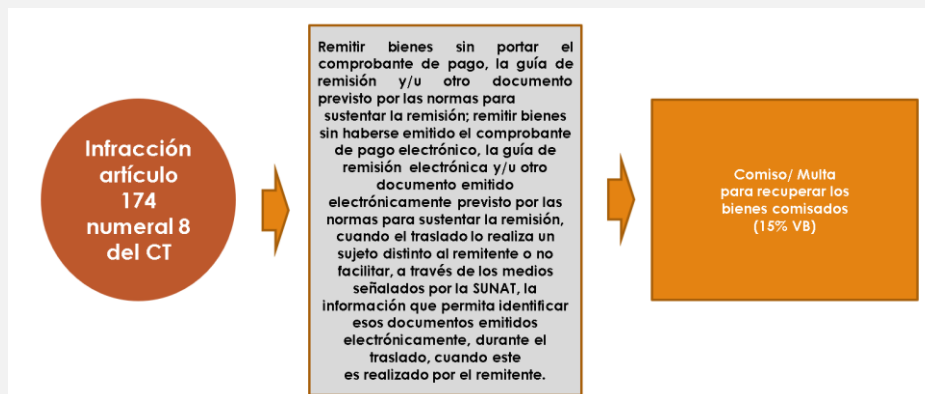 Infracción
artículo
174
numeral 8
del CT
Remitir bienes sin portar el
comprobante de pago, la guía de
remisión y/u otro documento
previsto por las normas para
sustentar la remisión; remitir bienes
sin haberse emitido el comprobante
de pago electrónico, la guía de
remisión electrónica y/u otro
documento emitido
electrónicamente previsto por las
normas para sustentar la remisión,
cuando el traslado lo realiza un
sujeto distinto al remitente o no
facilitar, a través de los medios
señalados por la SUNAT, la
información que permita identificar
esos documentos emitidos
electrónicamente, durante el
traslado, cuando este
es realizado por el remitente.
Comiso/ Multa
para recuperar los
bienes comisados
(15% VB)